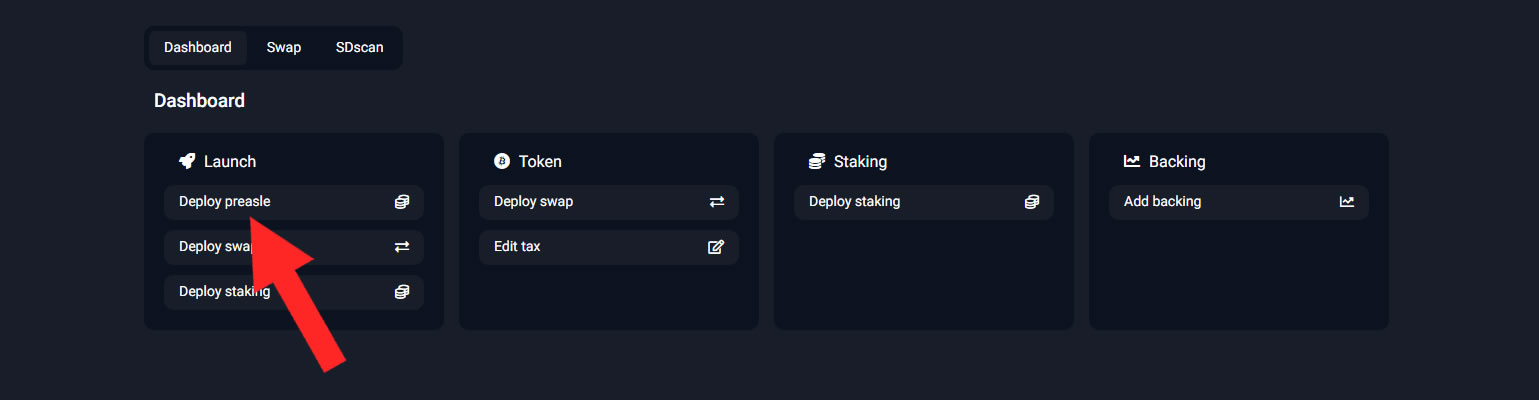 Dashboard Swap SDscan
Dashboard
Launch
Deploy preasle
Deploy swap
Deploy staking
Token
Deploy swap
Edit tax
Staking
Deploy staking
Backing
Add backing